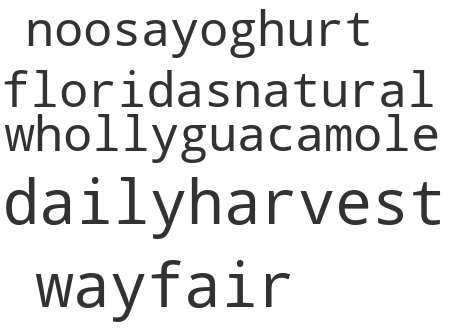 noosayoghurt
floridasnatural
whollyguacamole
dailyharvest
wayfair